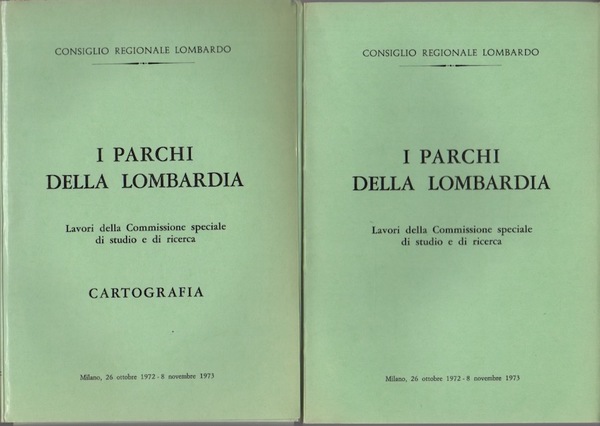 CONSIGLIO REGIONALE LOMBARDO
I PARCHI
DELLA LOMBARDIA
Lavori della Commissione speciale
di studio e di ricerca
CARTOGRAFIA
Milano, 26 ottobre 1972 - 8 novembre 1973
CONSIGLIO REGIONALE LOMBARDO
I PARCHI
DELLA LOMBARDIA
Lavori della Commissione speciale
di studio e di ricerca
Milano, 26 ottobre 1972 - 8 novembre 1973